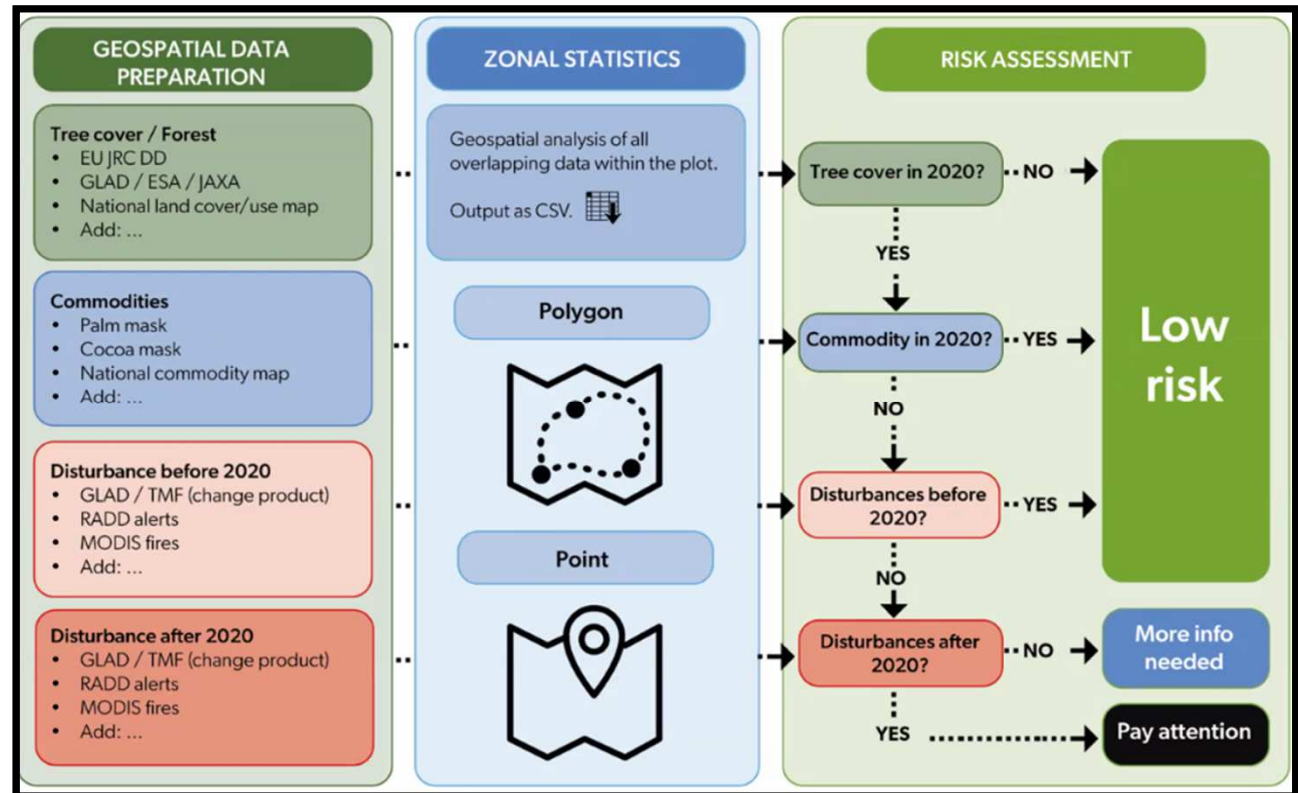 GEOSPATIAL DATA
PREPARATION
Tree cover / Forest
• EU JRC DD
• GLAD / ESA / JAXA
• National land cover/use map
• Add: ...
Commodities
• Palm mask
• Cocoa mask
• National commodity map
• Add: ...
Disturbance before 2020
• GLAD / TMF (change product)
• RADD alerts
• MODIS fires
• Add: ...
Disturbance after 2020
• GLAD / TMF (change product)
• RADD alerts
• MODIS fires
• Add: ...
ZONAL STATISTICS
Geospatial analysis of all
overlapping data within the plot.
Output as CSV.
Polygon
Point
RISK ASSESSMENT
Tree cover in 2020?
NO
YES
Commodity in 2020?
YES
NO
Disturbances before
2020?
YES
NO
Disturbances after
2020?
NO
YES
Low
risk
More info
needed
Pay attention